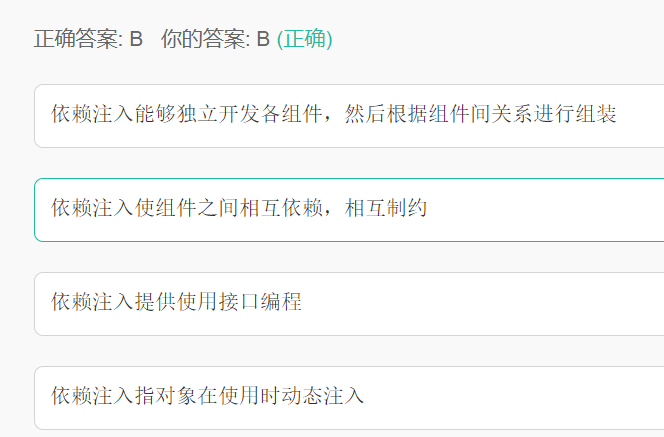 正确答案: B 你的答案: B (正确)
依赖注入能够独立开发各组件，然后根据组件间关系进行组装
依赖注入使组件之间相互依赖，相互制约
依赖注入提供使用接口编程
依赖注入指对象在使用时动态注入